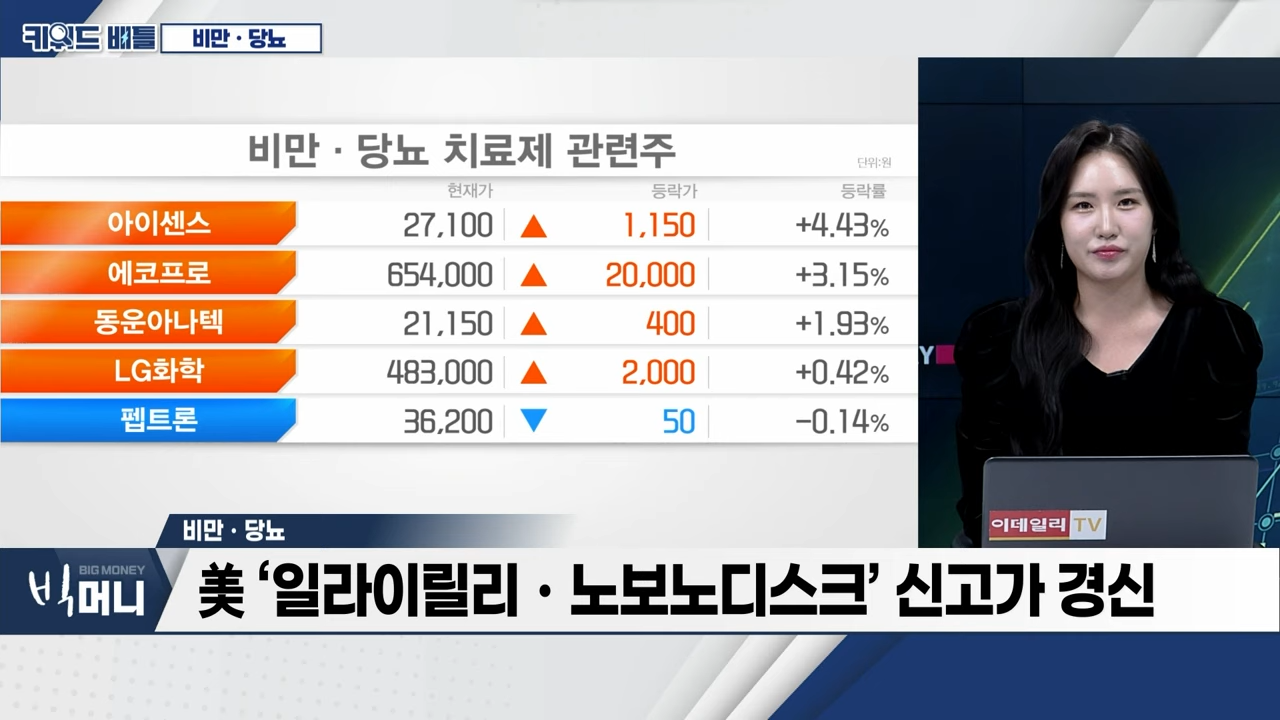 키워드 배틀 비만·당뇨
비만·당뇨 치료제 관련주
단위:원
현재가 등락가 등락률
아이센스 27,100 ▲ 1,150 +4.43%
에코프로 654,000 ▲ 20,000 +3.15%
동운아나텍 21,150 ▲ 400 +1.93%
LG화학 483,000 ▲ 2,000 +0.42%
펩트론 36,200 ▼ 50 -0.14%
Y
이데일리TV
비만·당뇨
BIG MONEY
빅머니
美 ‘일라이릴리·노보노디스크’ 신고가 경신